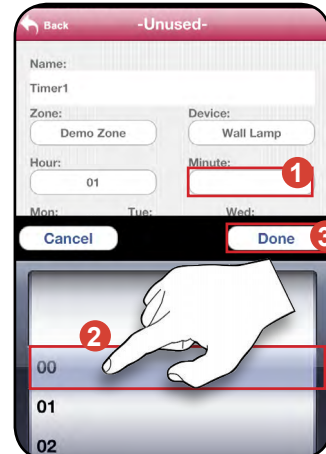 Back -Unused-
Name:
Timer1
Zone: Device:
Demo Zone Wall Lamp
Hour: Minute:
01 1
Mon: Tue: Wed:
Cancel Done 3
2
00
01
02